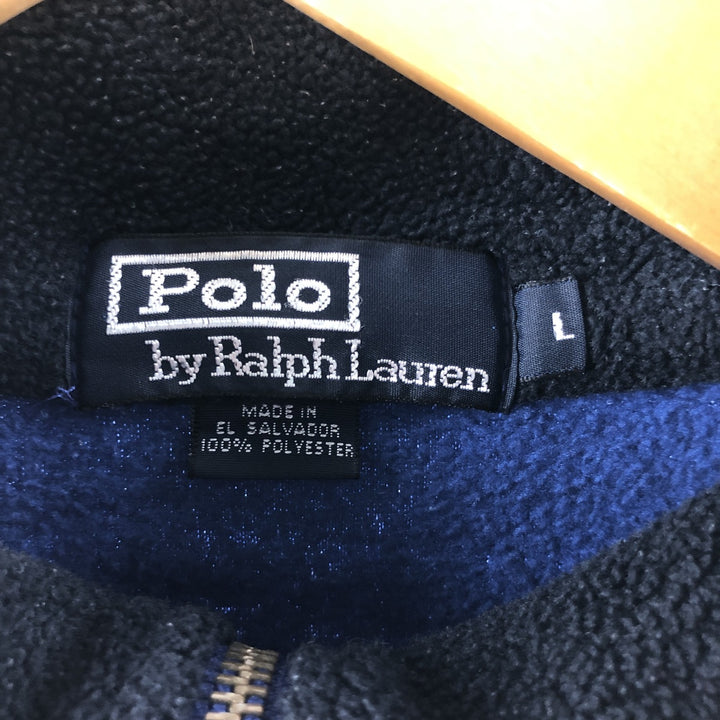 Polo
by Ralph Lauren
L
MADE IN
EL SALVADOR
100% POLYESTER